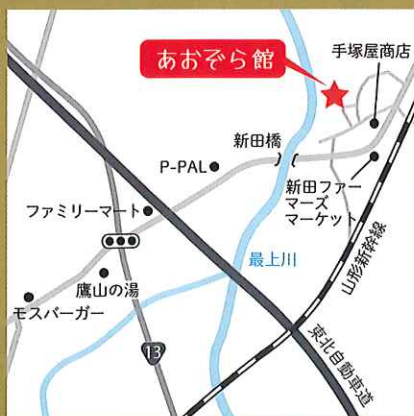 あおぞら館
手塚屋商店
新田橋
P-PAL
新田ファー
マーズ
マーケット
ファミリーマート
最上川
山形新幹線
鷹山の湯
モスバーガー
13
東北自動車道